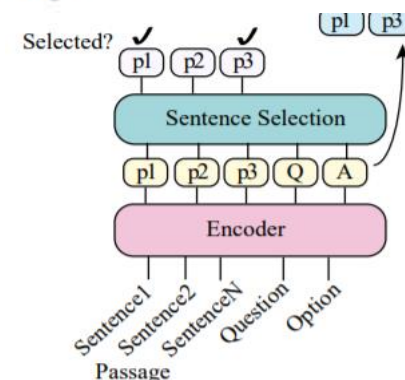 p1 p3
Selected?
p1 p2 p3
Sentence Selection
p1 p2 p3 Q A
Encoder
Sentence1 Sentence2 SentenceN Question Option
Passage